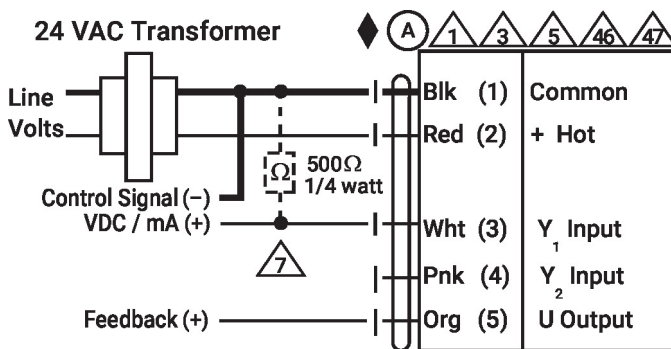 24 VAC Transformer
A 1 3 5 46 47
Line
Volts
Blk (1) Common
Red (2) + Hot
Ω 500Ω
1/4 watt
Control Signal (–)
VDC / mA (+)
7
Wht (3) Y1 Input
Pnk (4) Y2 Input
Feedback (+)
Org (5) U Output